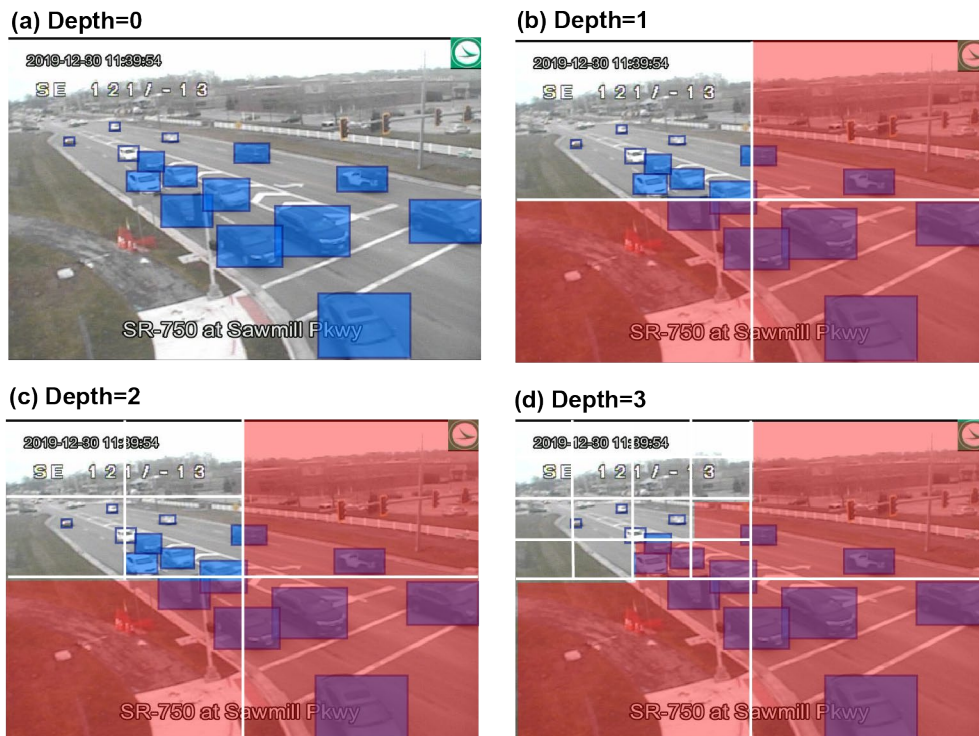 (a) Depth=0
2019-12-30 11:39:54
SE 121/-13
SR-750 at Sawmill Pkwy
(b) Depth=1
2019-12-30 11:39:54
SE 121/-13
SR-750 at Sawmill Pkwy
(c) Depth=2
2019-12-30 11:39:54
SE 121/-13
SR-750 at Sawmill Pkwy
(d) Depth=3
2019-12-30 11:39:54
SE 121/-13
SR-750 at Sawmill Pkwy